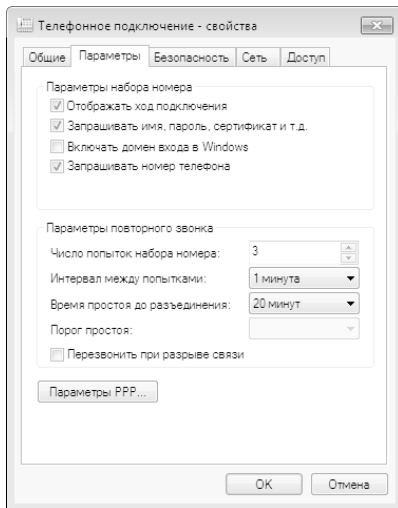 Телефонное подключение - свойства
Общие Параметры Безопасность Сеть Доступ
Параметры набора номера
Отображать ход подключения
Запрашивать имя, пароль, сертификат и т.д.
Включать домен входа в Windows
Запрашивать номер телефона
Параметры повторного звонка
Число попыток набора номера: 3
Интервал между попытками: 1 минута
Время простоя до разъединения: 20 минут
Порог простоя:
Перезвонить при разрыве связи
Параметры PPP...
OK Отмена